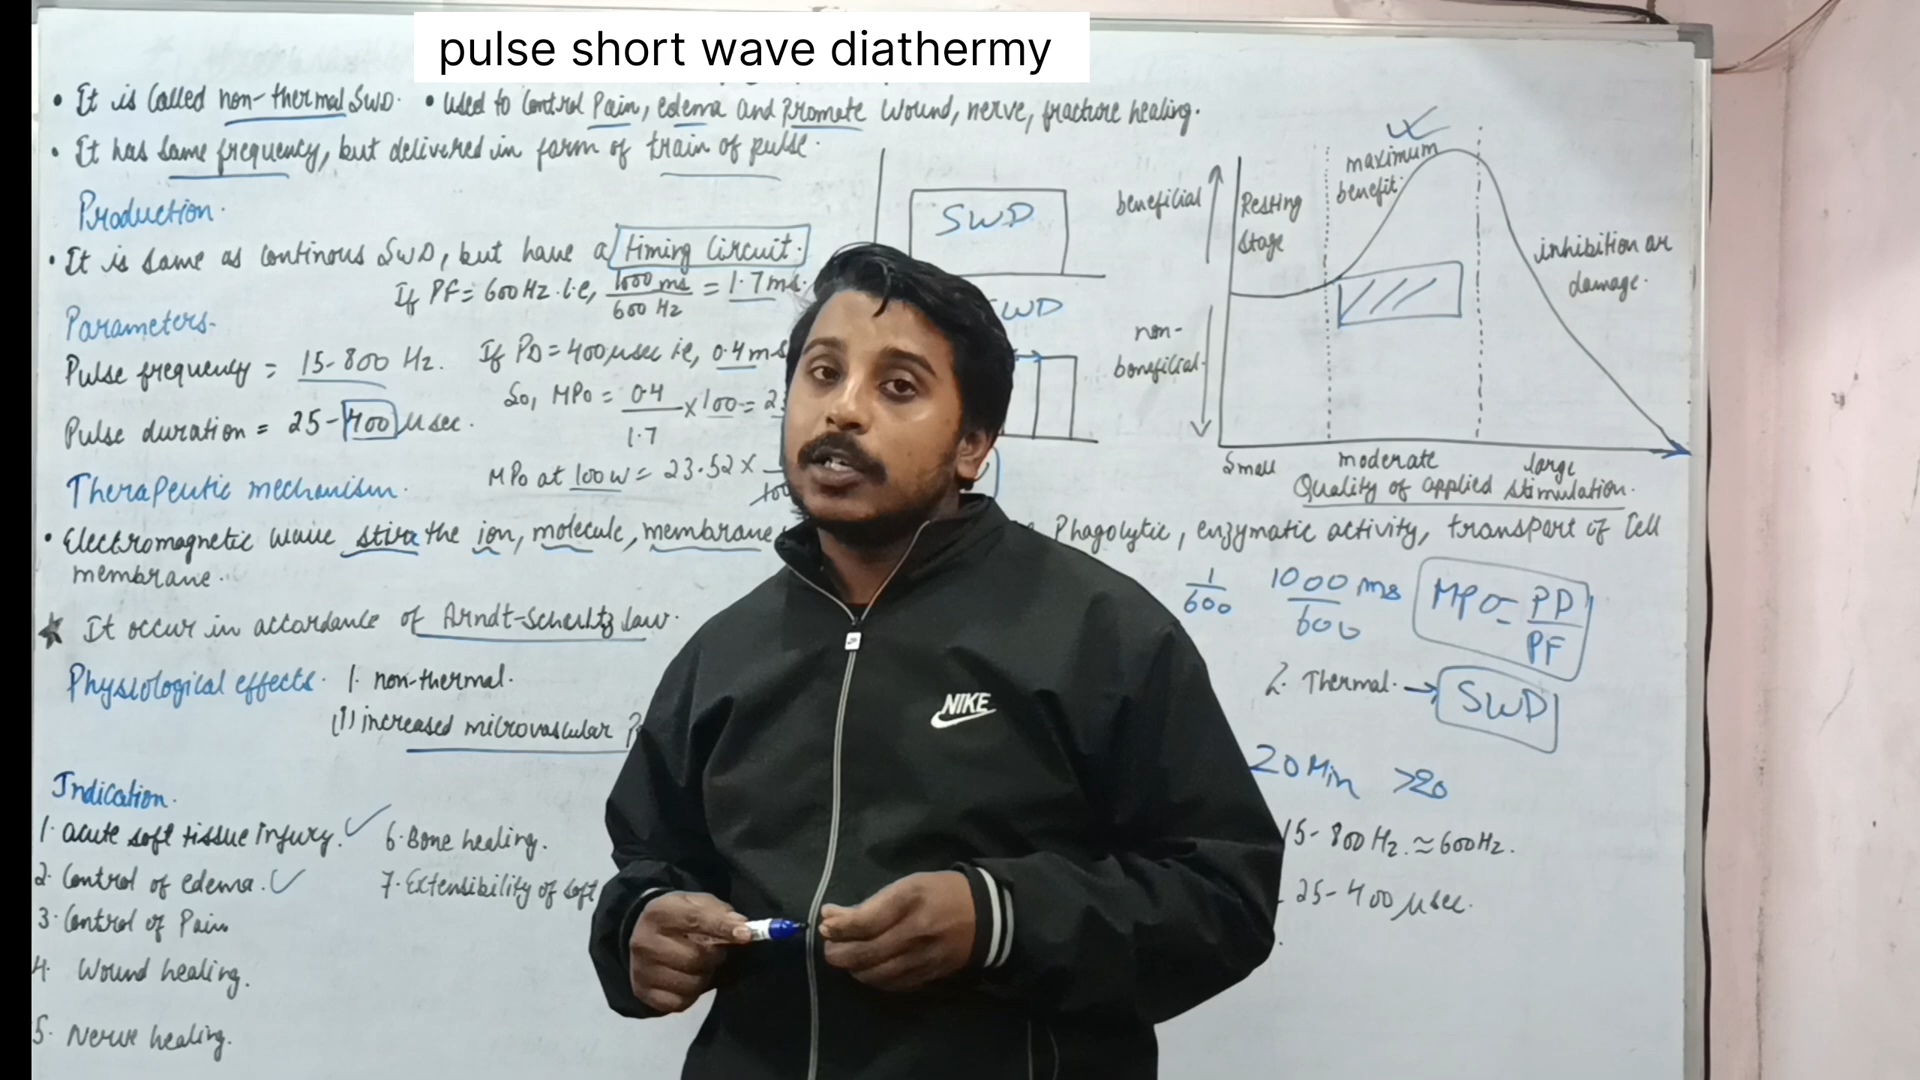 pulse short wave diathermy
• It is called non-thermal SWD. • used to control Pain, edema and Promote wound, nerve, fracture healing.
• It has same frequency, but delivered in form of train of pulse.
Production.
• It is same as continous SWD, but have a timing circuit.
If PF = 600 Hz. i.e, 1000 ms / 600 Hz = 1.7 ms.
Parameters-
Pulse frequency = 15-800 Hz.
If PD = 400 μsec ie, 0.4 ms
Pulse duration = 25-400 μsec.
So, MPo = 0.4 / 1.7 × 100 =
MPo at 100 w = 23.52 ×
Therapeutic mechanism.
• Electromagnetic wave the ion, molecule, membrane
Phagolytic, enzymatic activity, transport of Cell
membrane.
★ It occur in accordance of Arndt-Schultz law.
Physiological effects. 1. non-thermal.
(1) increased microvascular
Indication.
1. acute soft tissue injury. ✓
2. Control of edema. ✓
3. Control of Pain
4. Wound healing.
5. Nerve healing.
6. Bone healing.
7. Extensibility of soft
SWD
WD
beneficial
non-
beneficial.
Resting
stage
maximum
benefit
inhibition or
damage.
Small moderate large
Quality of applied stimulation.
1 / 600
1000 ms / 600
MPo = PD / PF
2. Thermal. → SWD
20 Min >20
15-800 Hz. ≈ 600 Hz.
25-400 μsec.
NIKE